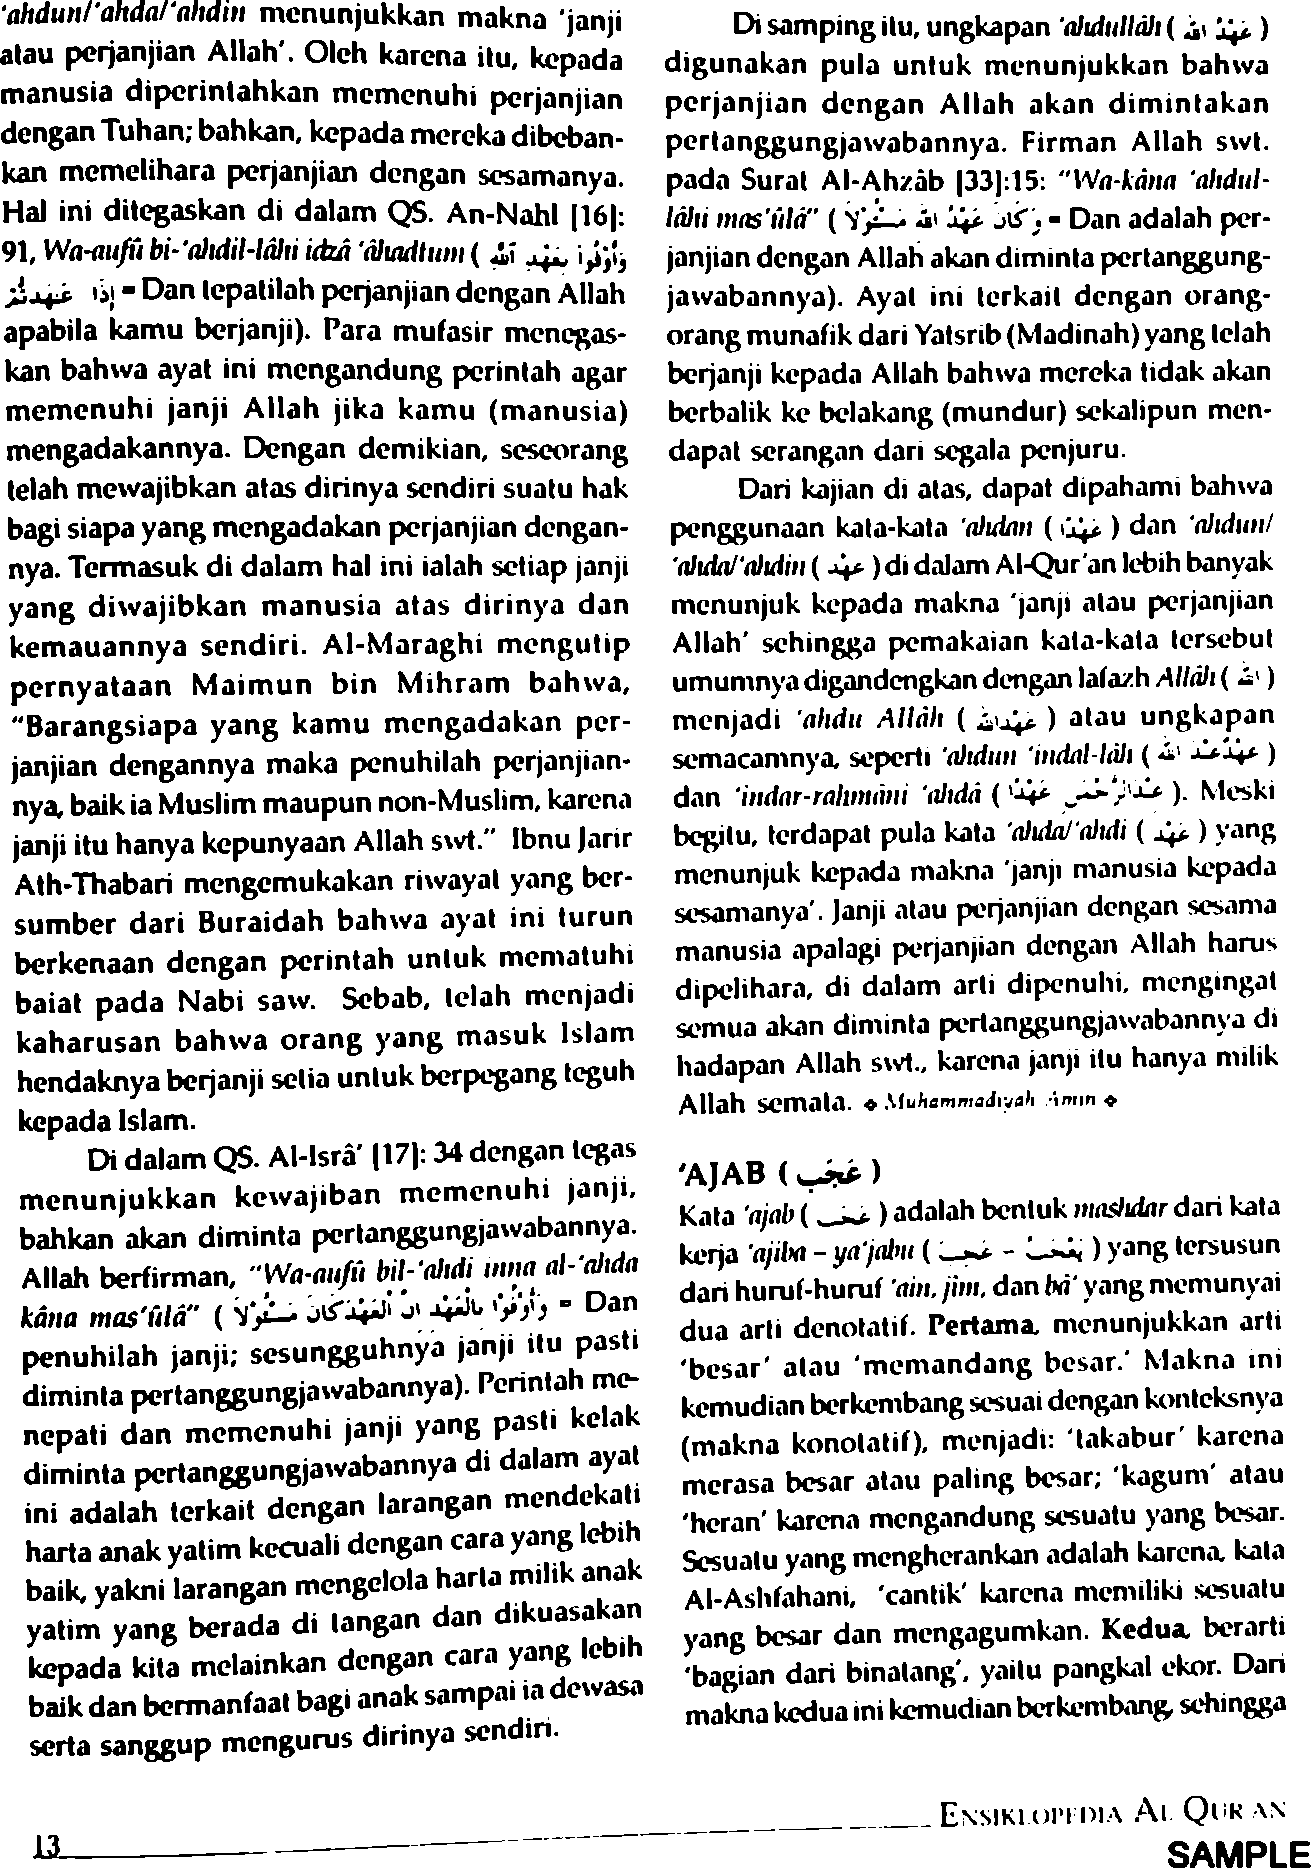 'ahdun/'ahda/'ahdin menunjukkan makna 'janji
atau perjanjian Allah'. Oleh karena itu, kepada
manusia diperintahkan memenuhi perjanjian
dengan Tuhan; bahkan, kepada mereka dibeban-
kan memelihara perjanjian dengan sesamanya.
Hal ini ditegaskan di dalam QS. An-Nahl [16]:
91, Wa-aufû bi-'ahdil-lâhi idzâ 'âhadtum ( وَأَوْفُوا بِعَهْدِ اللهِ
إِذَا عَاهَدْتُمْ = Dan tepatilah perjanjian dengan Allah
apabila kamu berjanji). Para mufasir menegas-
kan bahwa ayat ini mengandung perintah agar
memenuhi janji Allah jika kamu (manusia)
mengadakannya. Dengan demikian, seseorang
telah mewajibkan atas dirinya sendiri suatu hak
bagi siapa yang mengadakan perjanjian dengan-
nya. Termasuk di dalam hal ini ialah setiap janji
yang diwajibkan manusia atas dirinya dan
kemauannya sendiri. Al-Maraghi mengutip
pernyataan Maimun bin Mihram bahwa,
"Barangsiapa yang kamu mengadakan per-
janjian dengannya maka penuhilah perjanjian-
nya, baik ia Muslim maupun non-Muslim, karena
janji itu hanya kepunyaan Allah swt." Ibnu Jarir
Ath-Thabari mengemukakan riwayat yang ber-
sumber dari Buraidah bahwa ayat ini turun
berkenaan dengan perintah untuk mematuhi
baiat pada Nabi saw. Sebab, telah menjadi
kaharusan bahwa orang yang masuk Islam
hendaknya berjanji setia untuk berpegang teguh
kepada Islam.
Di dalam QS. Al-Isrâ' [17]: 34 dengan tegas
menunjukkan kewajiban memenuhi janji,
bahkan akan diminta pertanggungjawabannya.
Allah berfirman, "Wa-aufû bil-'ahdi inna al-'ahda
kâna mas'ûlâ" ( وَأَوْفُوا بِالْعَهْدِ إِنَّ الْعَهْدَ كَانَ مَسْئُولًا = Dan
penuhilah janji; sesungguhnya janji itu pasti
diminta pertanggungjawabannya). Perintah me-
nepati dan memenuhi janji yang pasti kelak
diminta pertanggungjawabannya di dalam ayat
ini adalah terkait dengan larangan mendekati
harta anak yatim kecuali dengan cara yang lebih
baik, yakni larangan mengelola harta milik anak
yatim yang berada di tangan dan dikuasakan
kepada kita melainkan dengan cara yang lebih
baik dan bermanfaat bagi anak sampai ia dewasa
serta sanggup mengurus dirinya sendiri.
Di samping itu, ungkapan 'ahdullâh ( عَهْدُ اللهِ )
digunakan pula untuk menunjukkan bahwa
perjanjian dengan Allah akan dimintakan
pertanggungjawabannya. Firman Allah swt.
pada Surat Al-Ahzâb [33]:15: "Wa-kâna 'ahdul-
lâhi mas'ûlâ" ( وَكَانَ عَهْدُ اللهِ مَسْئُولًا = Dan adalah per-
janjian dengan Allah akan diminta pertanggung-
jawabannya). Ayat ini terkait dengan orang-
orang munafik dari Yatsrib (Madinah) yang telah
berjanji kepada Allah bahwa mereka tidak akan
berbalik ke belakang (mundur) sekalipun men-
dapat serangan dari segala penjuru.
Dari kajian di atas, dapat dipahami bahwa
penggunaan kata-kata 'ahdan ( عَهْدًا ) dan 'ahdun/
'ahda/'ahdin ( عَهْد ) di dalam Al-Qur'an lebih banyak
menunjuk kepada makna 'janji atau perjanjian
Allah' sehingga pemakaian kata-kata tersebut
umumnya digandengkan dengan lafazh Allâh ( الله )
menjadi 'ahdu Allâh ( عَهْدُ اللهِ ) atau ungkapan
semacamnya, seperti 'ahdun 'indal-lâh ( عَهْدٌ عِنْدَ اللهِ )
dan 'indar-rahmâni 'ahdâ ( عِنْدَ الرَّحْمَنِ عَهْدًا ). Meski
begitu, terdapat pula kata 'ahda/'ahdi ( عَهْد ) yang
menunjuk kepada makna 'janji manusia kepada
sesamanya'. Janji atau perjanjian dengan sesama
manusia apalagi perjanjian dengan Allah harus
dipelihara, di dalam arti dipenuhi, mengingat
semua akan diminta pertanggungjawabannya di
hadapan Allah swt., karena janji itu hanya milik
Allah semata. ❖ Muhammadiyah Amin ❖
'AJAB ( عَجَب )
Kata 'ajab ( عَجَب ) adalah bentuk mashdar dari kata
kerja 'ajiba – ya'jabu ( عَجِبَ - يَعْجَبُ ) yang tersusun
dari huruf-huruf 'ain, jim, dan bâ' yang memunyai
dua arti denotatif. Pertama, menunjukkan arti
'besar' atau 'memandang besar.' Makna ini
kemudian berkembang sesuai dengan konteksnya
(makna konotatif), menjadi: 'takabur' karena
merasa besar atau paling besar; 'kagum' atau
'heran' karena mengandung sesuatu yang besar.
Sesuatu yang mengherankan adalah karena, kata
Al-Ashfahani, 'cantik' karena memiliki sesuatu
yang besar dan mengagumkan. Kedua, berarti
'bagian dari binatang', yaitu pangkal ekor. Dari
makna kedua ini kemudian berkembang, sehingga
13
ENSIKLOPEDIA AL QUR'AN
SAMPLE